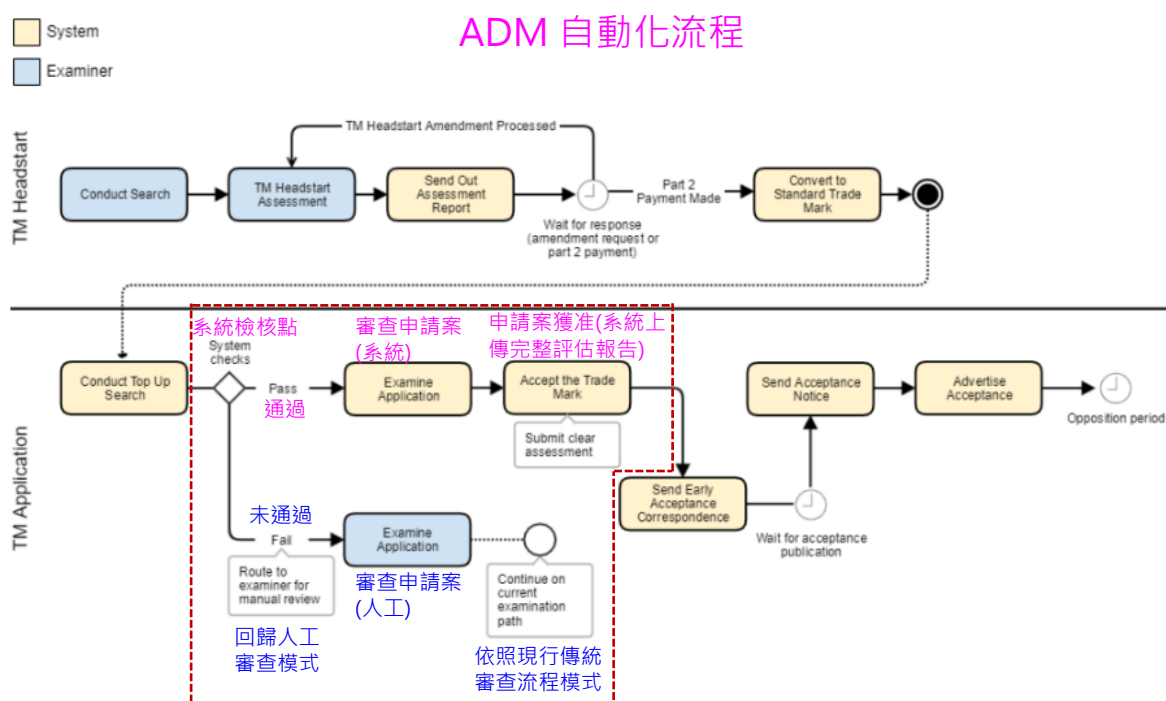 ADM 自動化流程
System
Examiner
TM Headstart
TM Headstart Amendment Processed
Conduct Search
TM Headstart
Assessment
Send Out
Assessment
Report
Wait for response
(amendment request or
part 2 payment)
Part 2
Payment Made
Convert to
Standard Trade
Mark
TM Application
Conduct Top Up
Search
系統檢核點
System
checks
Pass
通過
審查申請案
(系統)
Examine
Application
申請案獲准(系統上
傳完整評估報告)
Accept the Trade
Mark
Submit clear
assessment
Send Early
Acceptance
Correspondence
Wait for acceptance
publication
Send Acceptance
Notice
Advertise
Acceptance
Opposition period
未通過
Fail
Route to
examiner for
manual review
回歸人工
審查模式
Examine
Application
審查申請案
(人工)
Continue on
current
examination
path
依照現行傳統
審查流程模式